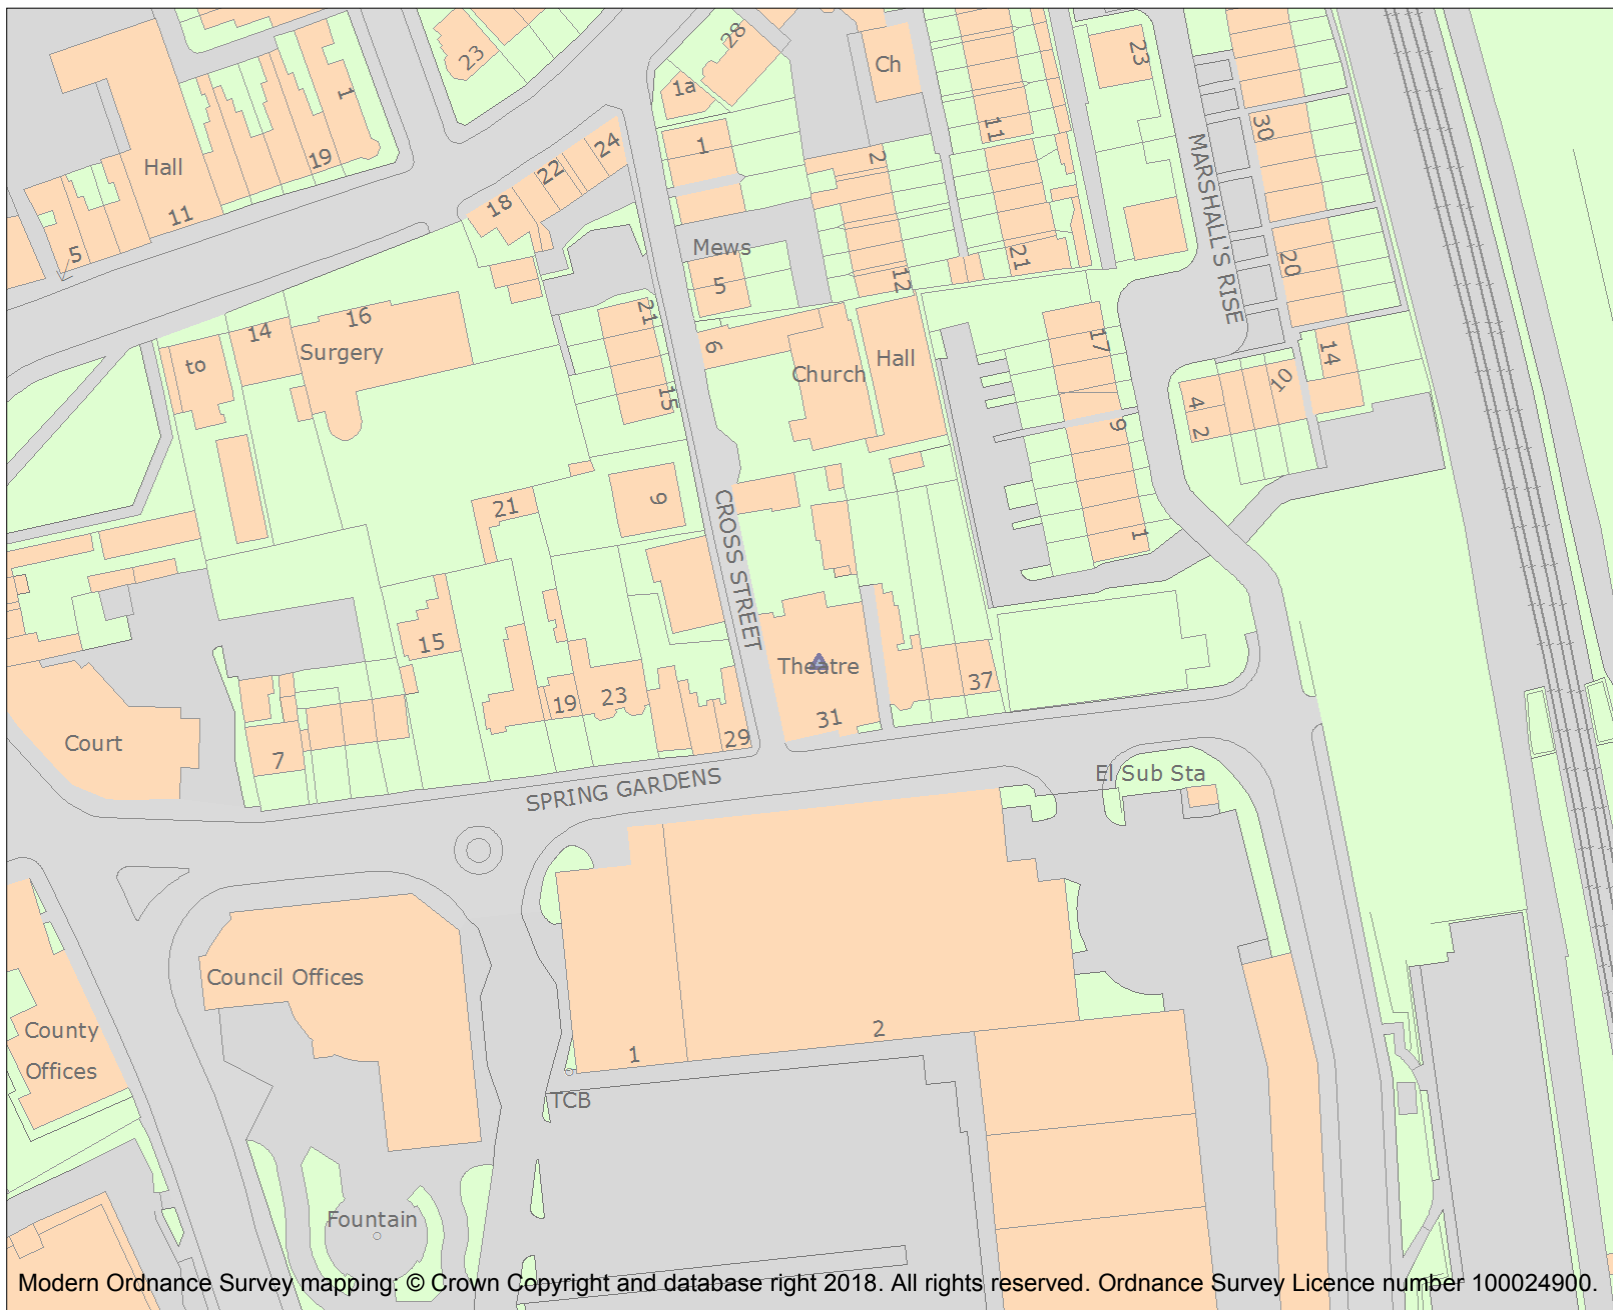 28
23
Ch
23
1a
1
11
30
24
1
2
MARSHALL'S RISE
Hall
19
22
18
11
5
Mews
21
12
20
5
21
16
14
6
17
14
Surgery
to
Hall
Church
10
15
4
9
2
21
9
CROSS STREET
1
15
Theatre
37
19
23
31
29
Court
7
El Sub Sta
SPRING GARDENS
Council Offices
2
County
Offices
1
TCB
Fountain
Modern Ordnance Survey mapping: © Crown Copyright and database right 2018. All rights reserved. Ordnance Survey Licence number 100024900.